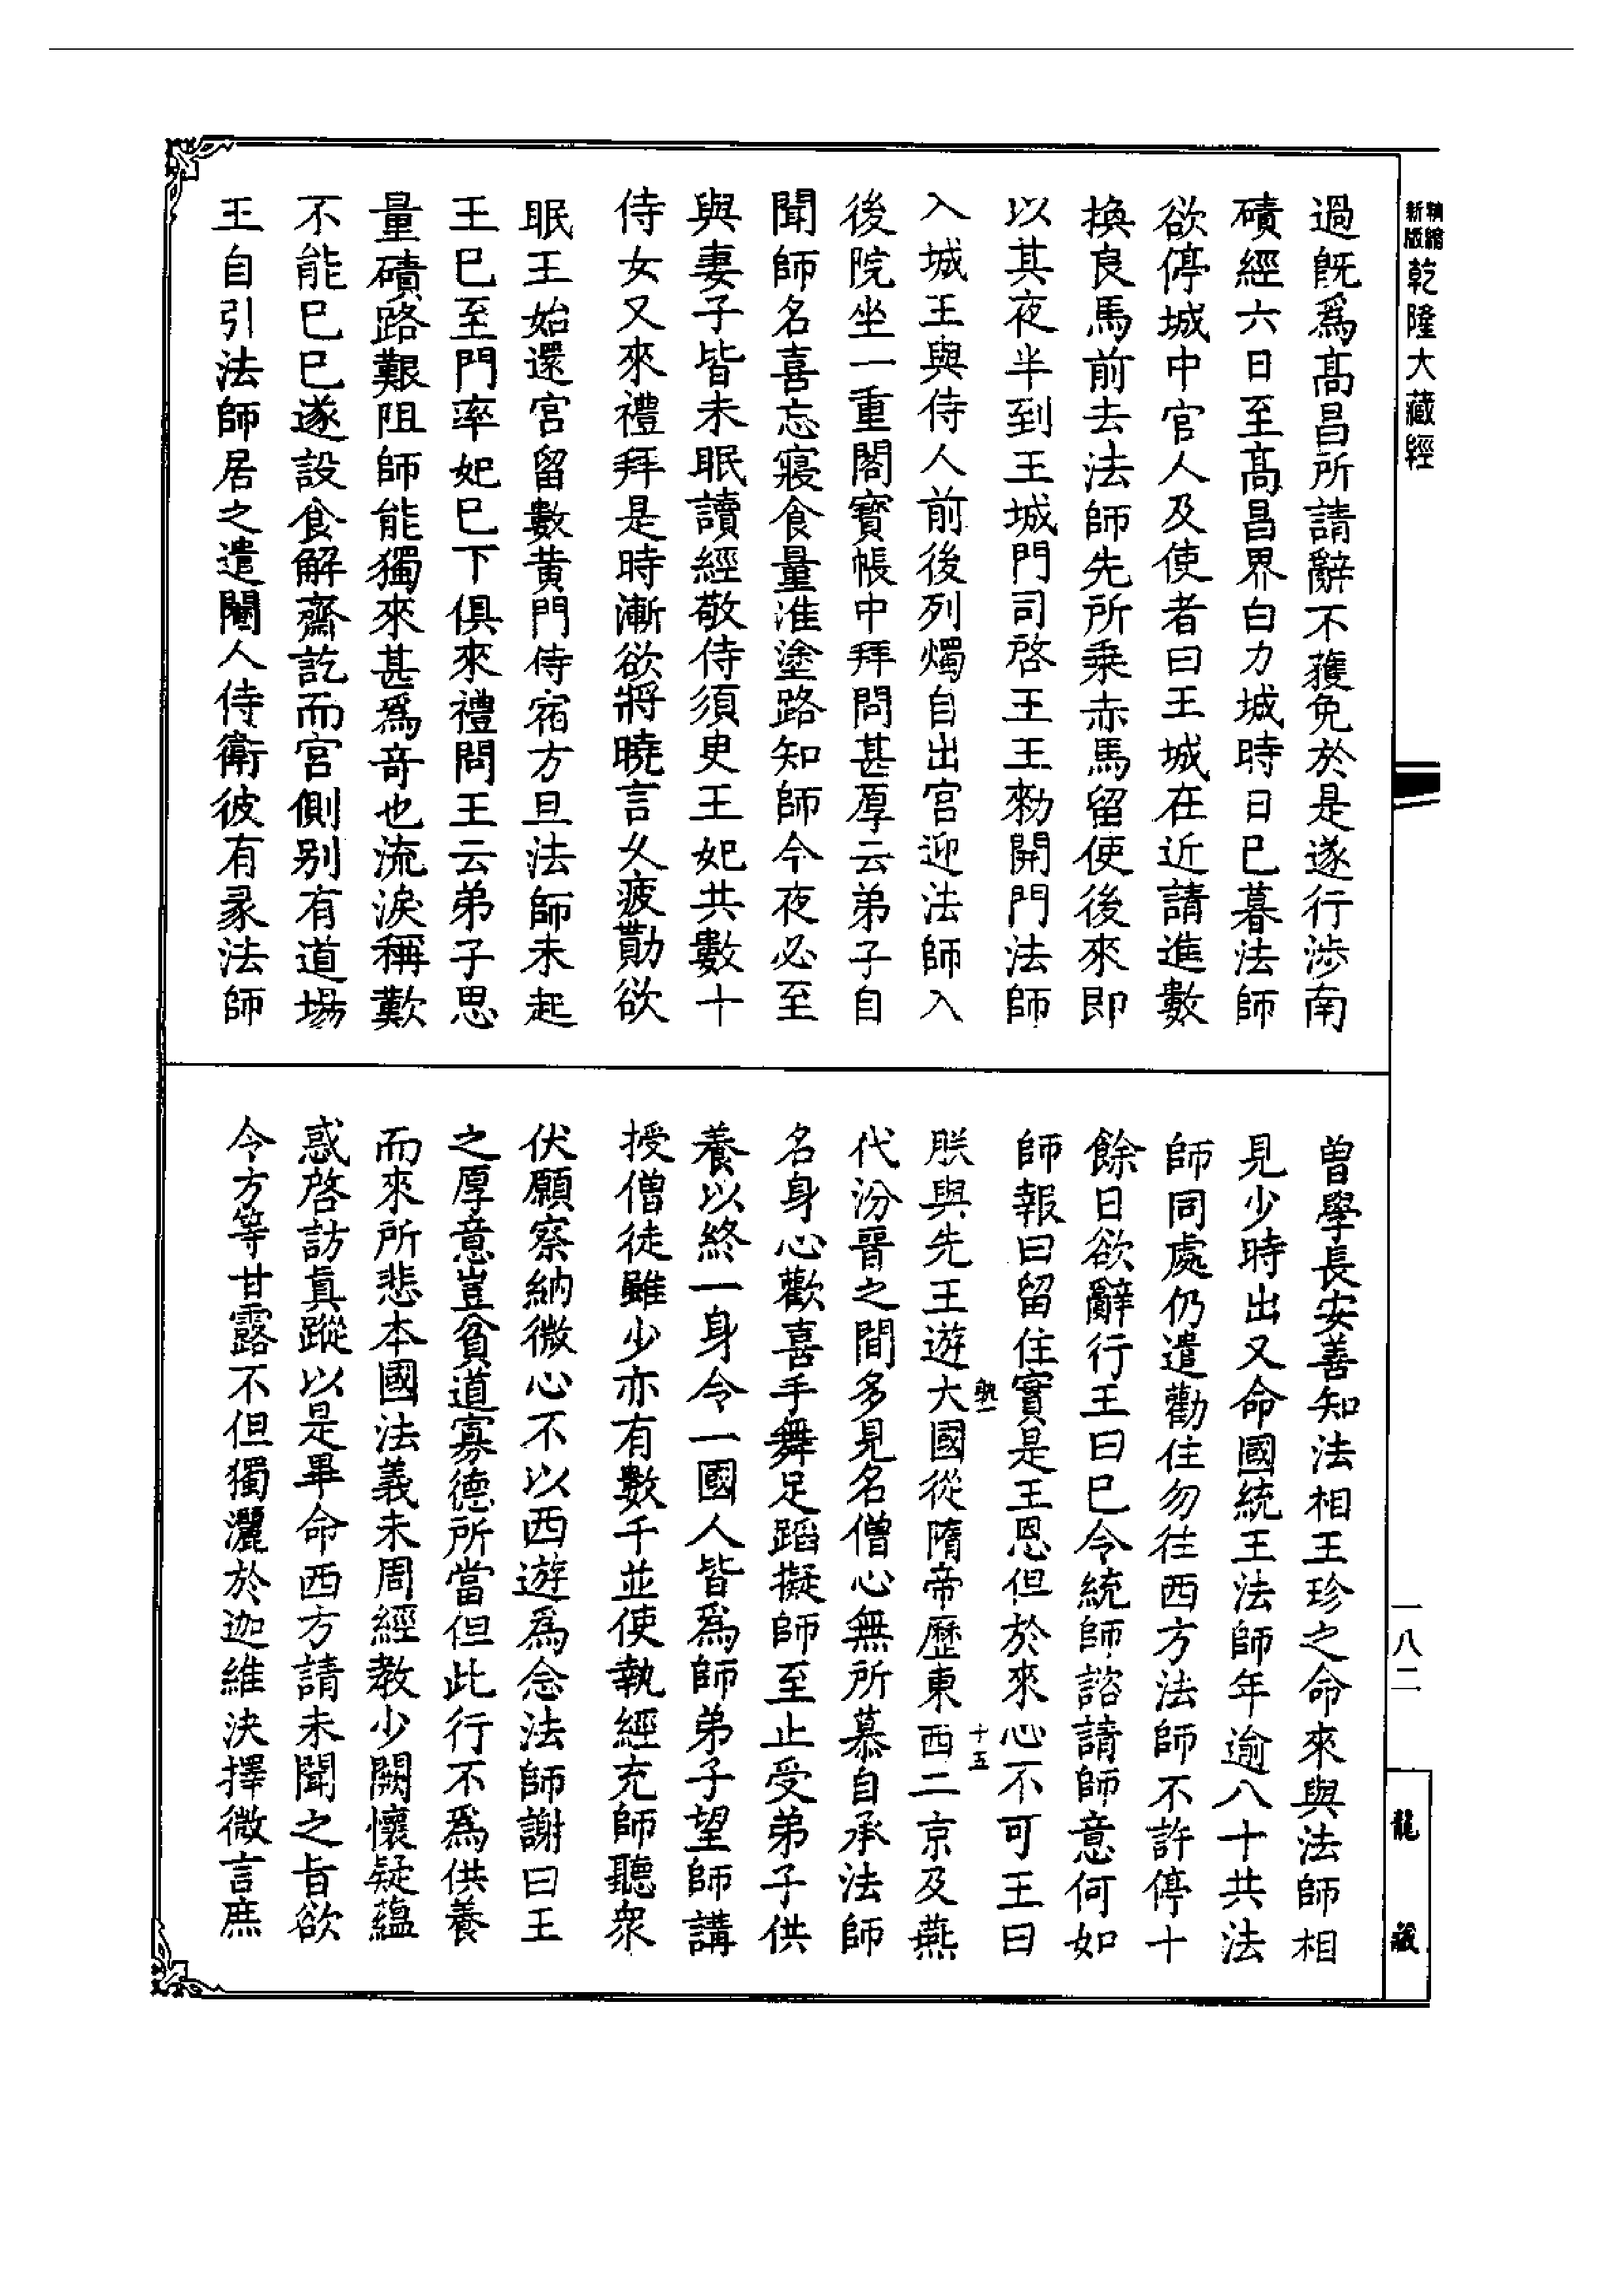 新版
精縮
乾隆大藏經
過旣爲高昌所請辭不獲免於是遂行涉南
磧經六日至高昌界白力城時日巳暮法師
欲停城中官人及使者曰王城在近請進數
換良馬前去法師先所乗赤馬留使後來即
以其夜半到王城門司啓王王勑開門法師
入城王與侍人前後列燭自出宮迎法師入
後院坐一重閣寶帳中拜問甚厚云弟子自
聞師名喜忘寢食量准塗路知師今夜必至
與妻子皆未眠讀經敬待須臾王妃共數十
侍女又來禮拜是時漸欲將曉言久疲勩欲
眠王始還宮留數黄門侍宿方旦法師未起
王巳至門率妃巳下俱來禮問王云弟子思
量磧路艱阻師能獨來甚爲竒也流淚稱歎
不能巳巳遂設食解齋訖而宮側别有道場
王自引法師居之遣閹人侍衛彼有彖法師
曽學長安善知法相王珍之命來與法師相
見少時出又命國統王法師年逾八十共法
師同處仍遣勸住勿徃西方法師不許停十
餘日欲辭行王曰巳令統師諮請師意何如
師報曰留住實是王恩但於來心不可王曰
朕與先王遊大國從隋帝歷東西二京及燕
執一
十五
代汾晉之間多見名僧心無所慕自承法師
名身心歡喜手舞足蹈擬師至止受弟子供
養以終一身令一國人皆爲師弟子望師講
授僧徒雖少亦有數千並使執經充師聽衆
伏願察納微心不以西遊爲念法師謝曰王
之厚意豈貧道寡德所當但此行不爲供養
而來所悲本國法義未周經教少闕懷疑蘊
惑啓訪真蹤以是畢命西方請未聞之旨欲
令方等甘露不但獨灑於迦維決擇微言庶
一八二
龍藏